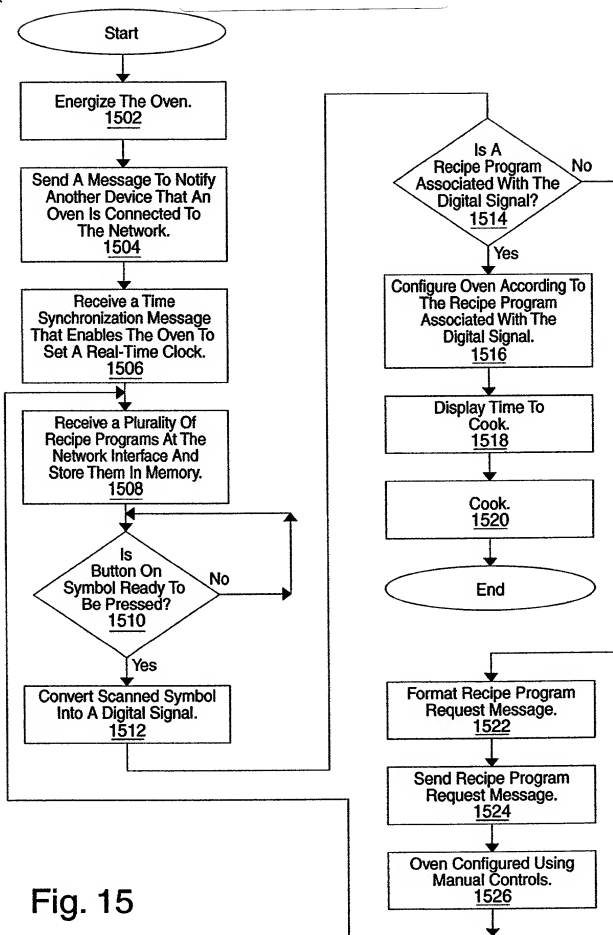 Start
Energize The Oven.
1502
Send A Message To Notify
Another Device That An
Oven Is Connected To
The Network.
1504
Receive a Time
Synchronization Message
That Enables The Oven To
Set A Real-Time Clock.
1506
Receive a Plurality Of
Recipe Programs At The
Network Interface And
Store Them In Memory.
1508
Is
Button On
Symbol Ready To
Be Pressed?
1510
No
Yes
Convert Scanned Symbol
Into A Digital Signal.
1512
Is A
Recipe Program
Associated With The
Digital Signal?
1514
No
Yes
Configure Oven According To
The Recipe Program
Associated With The
Digital Signal.
1516
Display Time To
Cook.
1518
Cook.
1520
End
Format Recipe Program
Request Message.
1522
Send Recipe Program
Request Message.
1524
Oven Configured Using
Manual Controls.
1526
Fig. 15